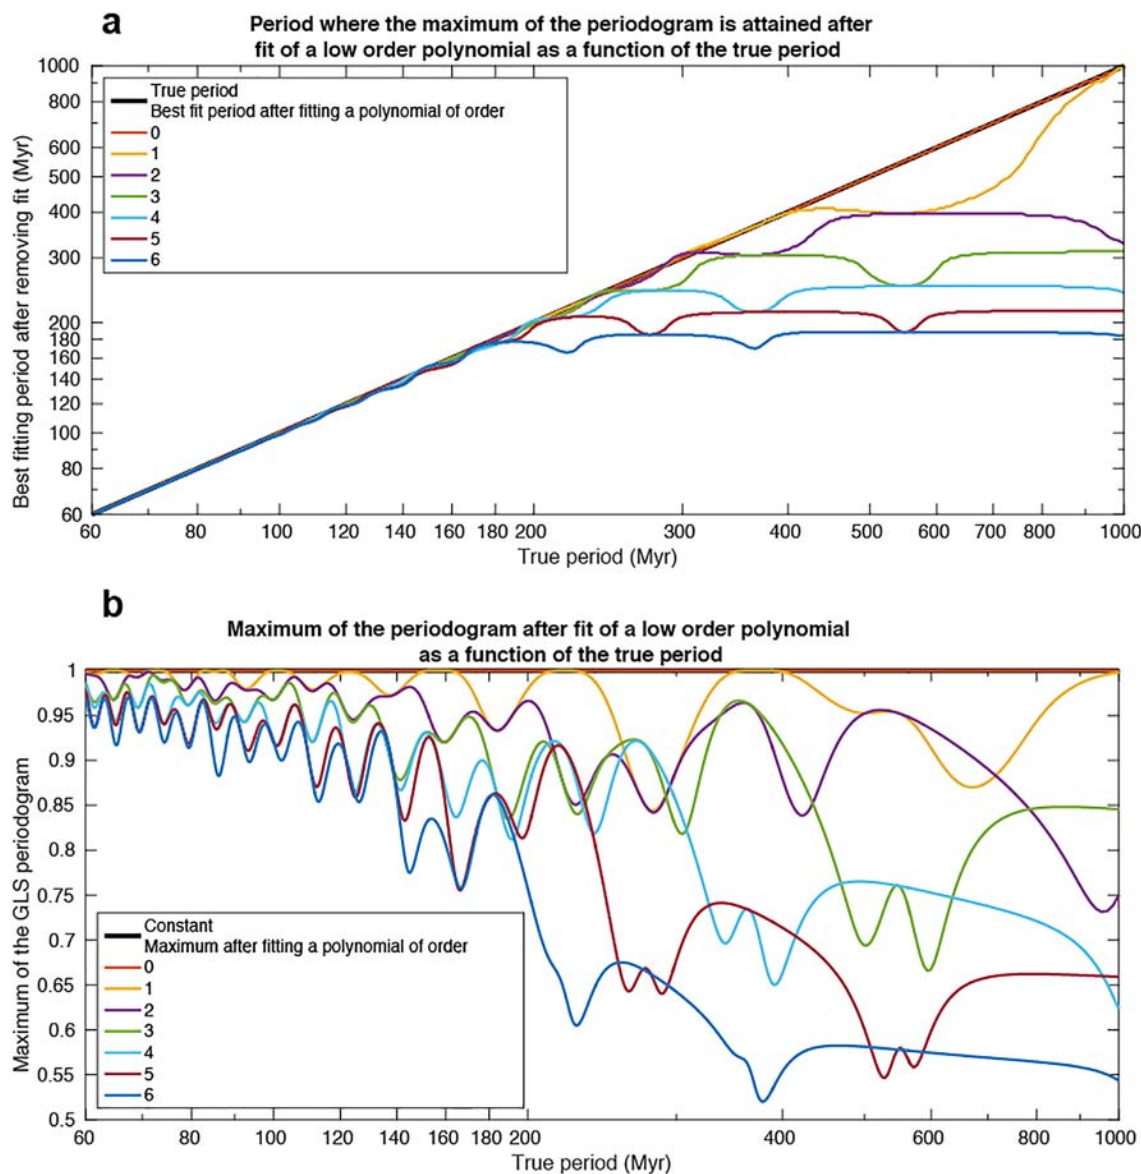 a
Period where the maximum of the periodogram is attained after
fit of a low order polynomial as a function of the true period
Best fitting period after removing fit (Myr)
1000
800
600
500
400
300
200
180
160
140
120
100
80
60
True period
Best fit period after fitting a polynomial of order
0
1
2
3
4
5
6
60 80 100 120 140 160 180 200 300 400 500 600 700 800 1000
True period (Myr)
b
Maximum of the periodogram after fit of a low order polynomial
as a function of the true period
Maximum of the GLS periodogram
1
0.95
0.9
0.85
0.8
0.75
0.7
0.65
0.6
0.55
0.5
Constant
Maximum after fitting a polynomial of order
0
1
2
3
4
5
6
60 80 100 120 140 160 180 200 400 600 800 1000
True period (Myr)